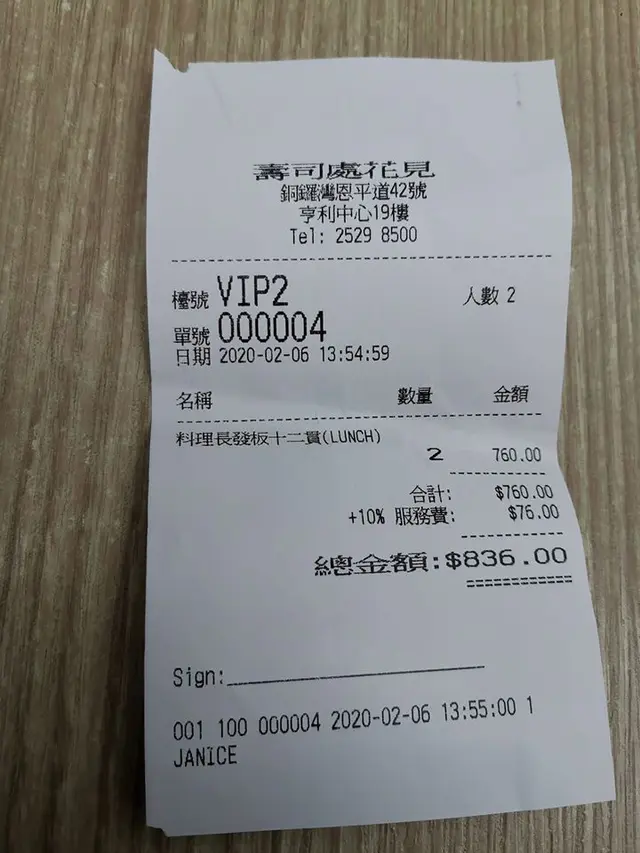 壽司處花見
銅鑼灣恩平道42號
亨利中心19樓
Tel: 2529 8500
檯號 VIP2 人數 2
單號 000004
日期 2020-02-06 13:54:59
名稱 數量 金額
料理長發板十二貫(LUNCH)
2 760.00
合計: $760.00
+10% 服務費: $76.00
總金額:$836.00
Sign:
001 100 000004 2020-02-06 13:55:00 1
JANICE